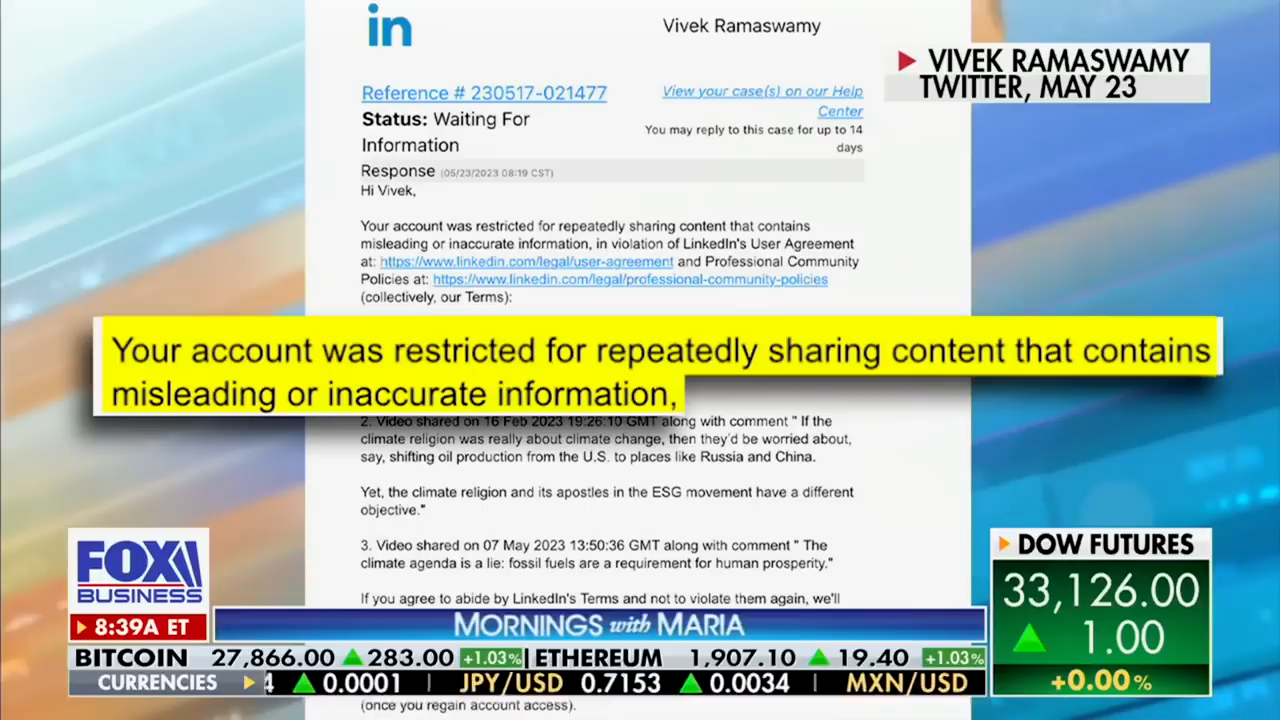 in
Vivek Ramaswamy
VIVEK RAMASWAMY
TWITTER, MAY 23
Reference # 230517-021477
Status: Waiting For
Information
View your case(s) on our Help
Center
You may reply to this case for up to 14
days
Response (05/23/2023 08:19 CST)
Hi Vivek,
Your account was restricted for repeatedly sharing content that contains
misleading or inaccurate information, in violation of LinkedIn's User Agreement
at: https://www.linkedin.com/legal/user-agreement and Professional Community
Policies at: https://www.linkedin.com/legal/professional-community-policies
(collectively, our Terms):
Your account was restricted for repeatedly sharing content that contains
misleading or inaccurate information,
2. Video shared on 16 Feb 2023 19:26:10 GMT along with comment " If the
climate religion was really about climate change, then they'd be worried about,
say, shifting oil production from the U.S. to places like Russia and China.
Yet, the climate religion and its apostles in the ESG movement have a different
objective."
3. Video shared on 07 May 2023 13:50:36 GMT along with comment " The
climate agenda is a lie: fossil fuels are a requirement for human prosperity."
If you agree to abide by LinkedIn's Terms and not to violate them again, we'll
FOX
BUSINESS
8:39A ET
MORNINGS with MARIA
DOW FUTURES
33,126.00
1.00
+0.00%
BITCOIN 27,866.00 283.00 +1.03% ETHEREUM 1,907.10 19.40 +1.03%
CURRENCIES 4 0.0001 JPY/USD 0.7153 0.0034 MXN/USD
(once you regain account access).